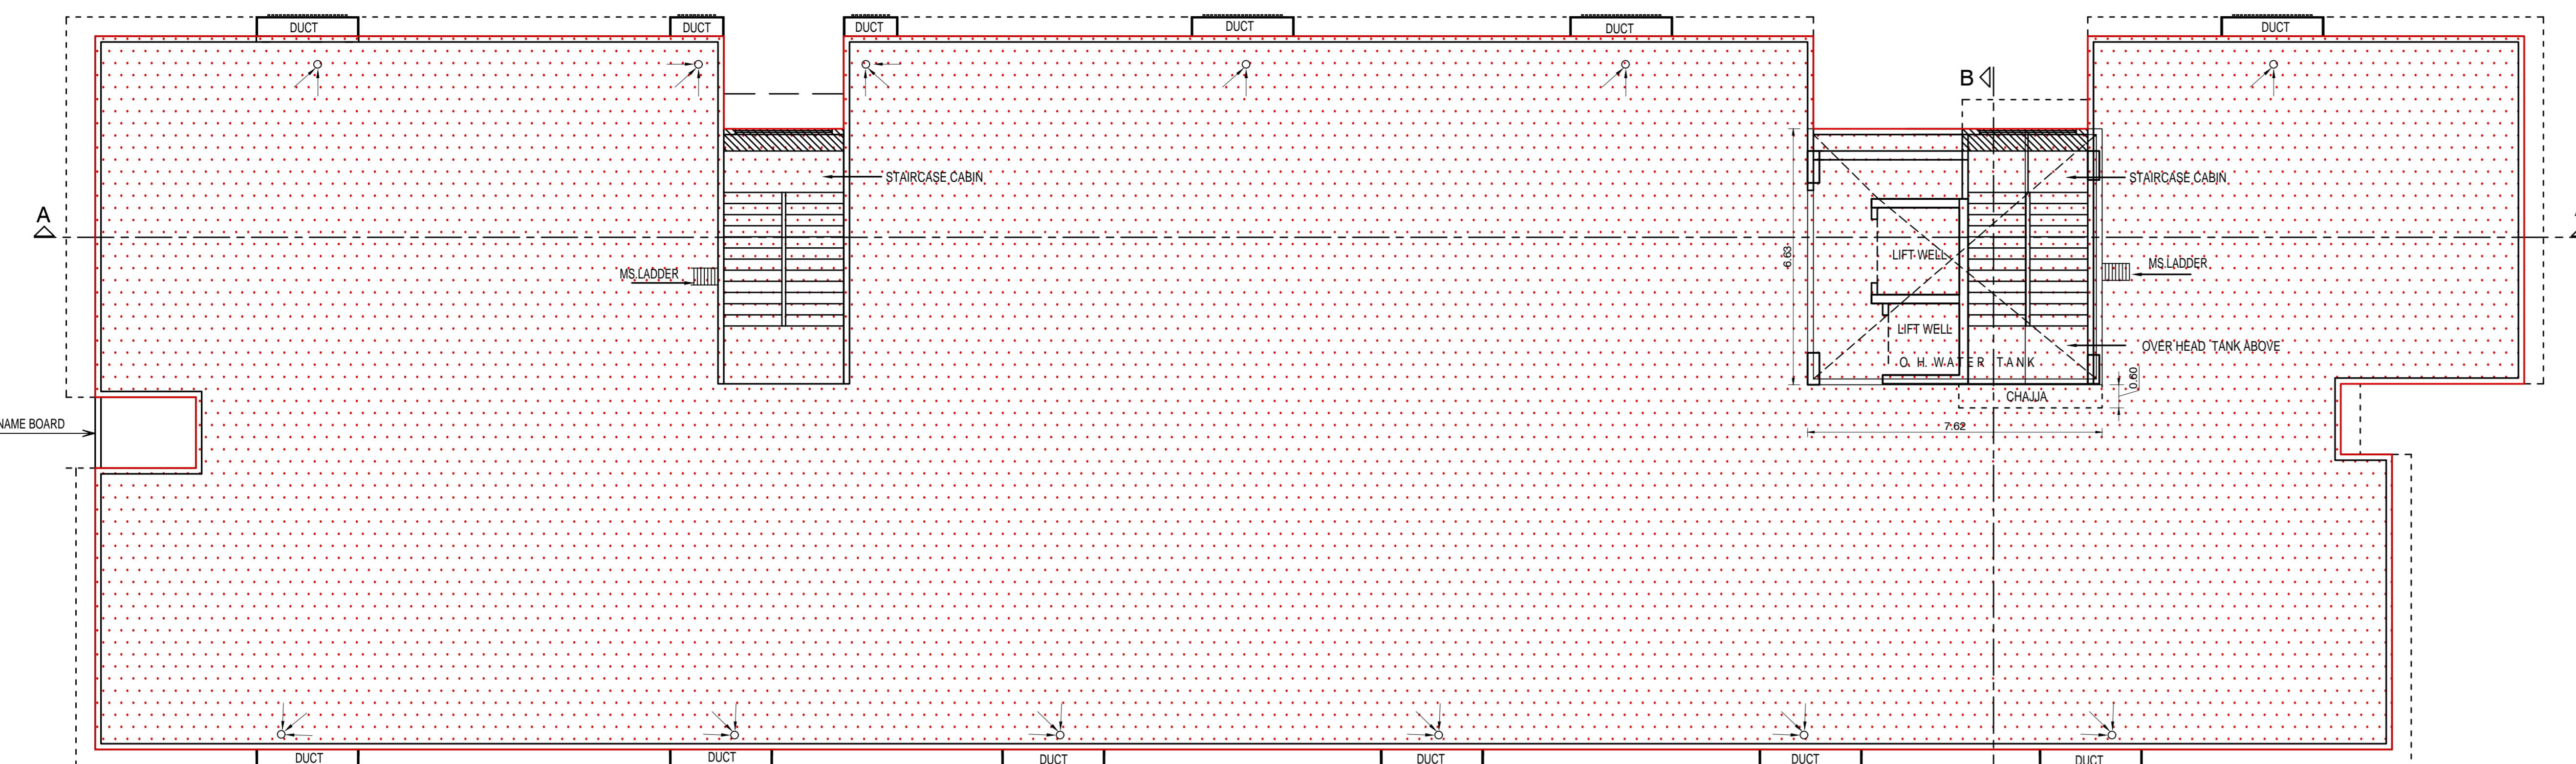 DUCT
DUCT
DUCT
DUCT
DUCT
DUCT
B
STAIRCASE CABIN
STAIRCASE CABIN
A
6.63
LIFT WELL
MS.LADDER
MS.LADDER
LIFT WELL
OVER HEAD TANK ABOVE
O. H. WATER TANK
0.60
CHAJJA
NAME BOARD
7.62
DUCT
DUCT
DUCT
DUCT
DUCT
DUCT